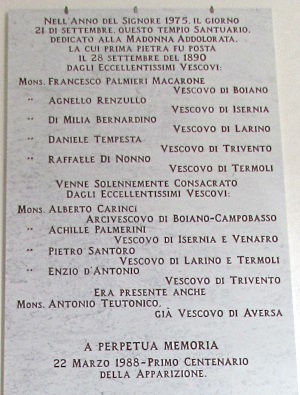 Nell'Anno del Signore 1975, il giorno
21 di settembre, questo Tempio Santuario,
dedicato alla Madonna Addolorata,
la cui prima pietra fu posta
il 28 settembre del 1890
dagli Eccellentissimi Vescovi:
Mons. Francesco Palmieri Macarone
Vescovo di Boiano
" Agnello Renzullo
Vescovo di Isernia
" Di Milia Bernardino
Vescovo di Larino
" Daniele Tempesta
Vescovo di Trivento
" Raffaele Di Nonno
Vescovo di Termoli
Venne Solennemente Consacrato
Dagli Eccellentissimi Vescovi:
Mons. Alberto Carinci
Arcivescovo di Boiano-Campobasso
" Achille Palmerini
Vescovo di Isernia e Venafro
" Pietro Santoro
Vescovo di Larino e Termoli
" Enzio d'Antonio
Vescovo di Trivento
Era presente anche
Mons. Antonio Teutonico,
già Vescovo di Aversa
A PERPETUA MEMORIA
22 Marzo 1988-Primo Centenario
della Apparizione.